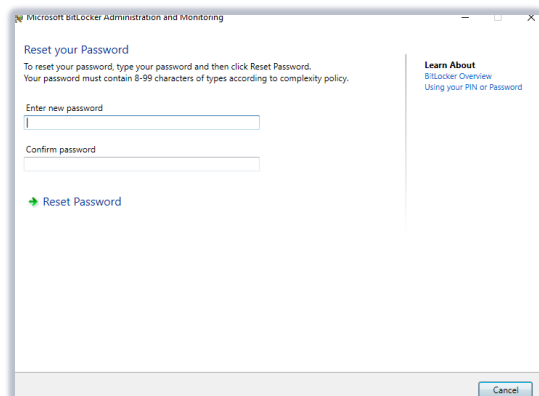 Microsoft BitLocker Administration and Monitoring
Reset your Password
To reset your password, type your password and then click Reset Password.
Your password must contain 8-99 characters of types according to complexity policy.
Enter new password
Confirm password
Reset Password
Learn About
BitLocker Overview
Using your PIN or Password
Cancel